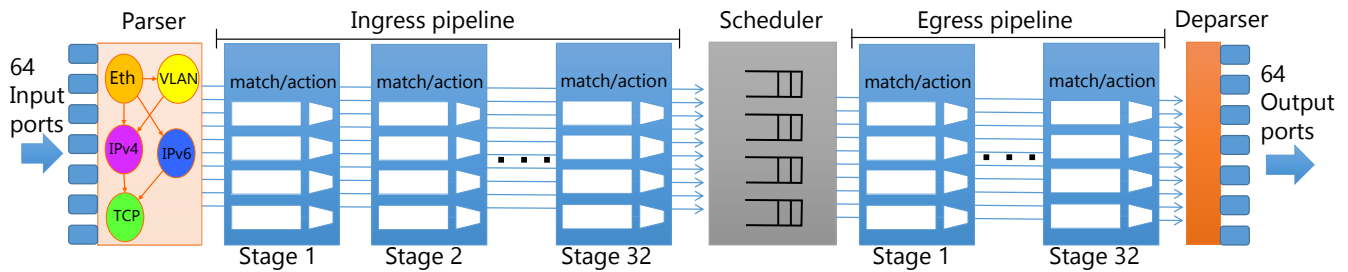 Parser
Ingress pipeline
Scheduler
Egress pipeline
Deparser
64
Input
ports
Eth
VLAN
IPv4
IPv6
TCP
match/action
match/action
match/action
match/action
match/action
64
Output
ports
Stage 1
Stage 2
Stage 32
Stage 1
Stage 32